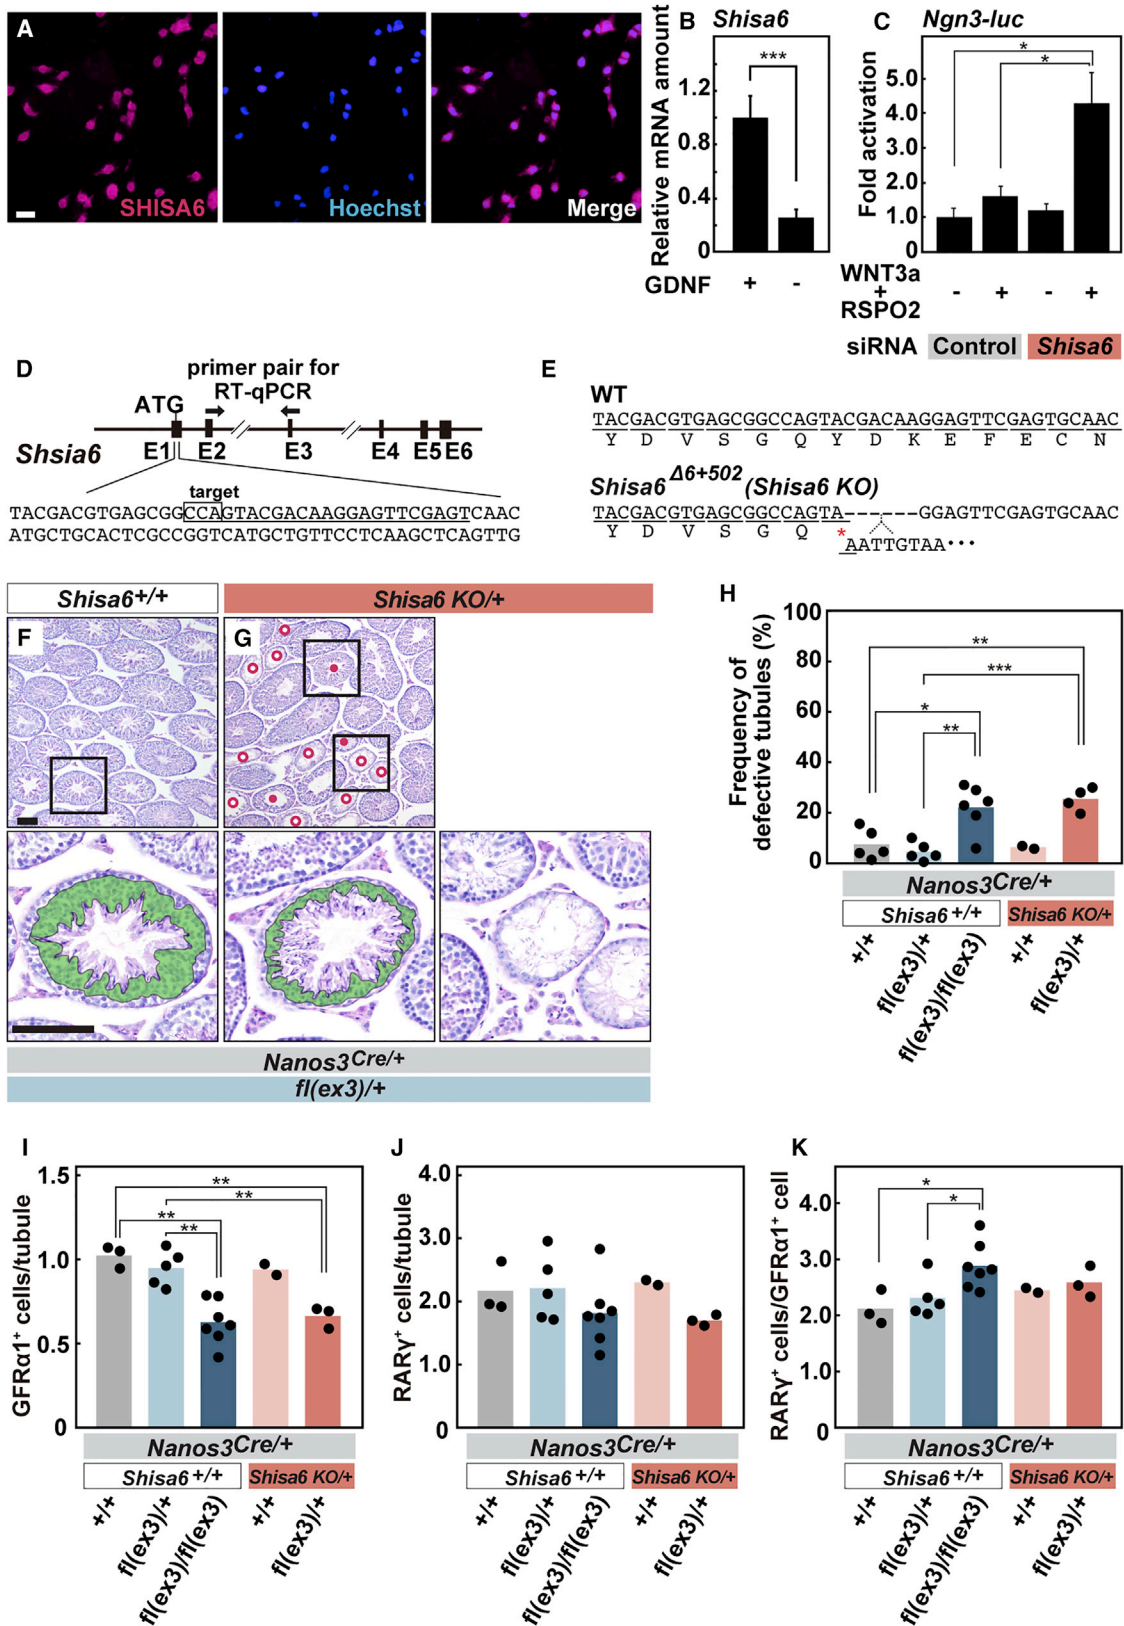 A
SHISA6
Hoechst
Merge
B
Shisa6
Relative mRNA amount
1.2
0.8
0.4
0
***
GDNF
+
-
C
Ngn3-luc
Fold activation
5.0
4.0
3.0
2.0
1.0
0
*
*
WNT3a
+
RSPO2
- + - +
siRNA Control Shisa6
D
primer pair for
RT-qPCR
ATG
Shsia6
E1 E2 E3 E4 E5 E6
target
TACGACGTGAGCGGCCAGTACGACAAGGAGTTCGAGTCAAC
ATGCTGCACTCGCCGGTCATGCTGTTCCTCAAGCTCAGTTG
E
WT
TACGACGTGAGCGGCCAGTACGACAAGGAGTTCGAGTGCAAC
Y D V S G Q Y D K E F E C N
Shisa6Δ6+502 (Shisa6 KO)
TACGACGTGAGCGGCCAGTA------GGAGTTCGAGTGCAAC
Y D V S G Q *
AATTGTAA•••
Shisa6+/+
Shisa6 KO/+
F
G
Nanos3Cre/+
fl(ex3)/+
H
Frequency of
defective tubules (%)
100
80
60
40
20
0
**
***
*
**
Nanos3Cre/+
Shisa6+/+ Shisa6 KO/+
+/+
fl(ex3)/+
fl(ex3)/fl(ex3)
+/+
fl(ex3)/+
I
GFRα1+ cells/tubule
1.5
1.0
0.5
0
**
**
**
**
Nanos3Cre/+
Shisa6+/+ Shisa6 KO/+
+/+
fl(ex3)/+
fl(ex3)/fl(ex3)
+/+
fl(ex3)/+
J
RARγ+ cells/tubule
4.0
3.0
2.0
1.0
0
Nanos3Cre/+
Shisa6+/+ Shisa6 KO/+
+/+
fl(ex3)/+
fl(ex3)/fl(ex3)
+/+
fl(ex3)/+
K
RARγ+ cells/GFRα1+ cell
4.0
3.0
2.0
1.0
0
*
*
Nanos3Cre/+
Shisa6+/+ Shisa6 KO/+
+/+
fl(ex3)/+
fl(ex3)/fl(ex3)
+/+
fl(ex3)/+